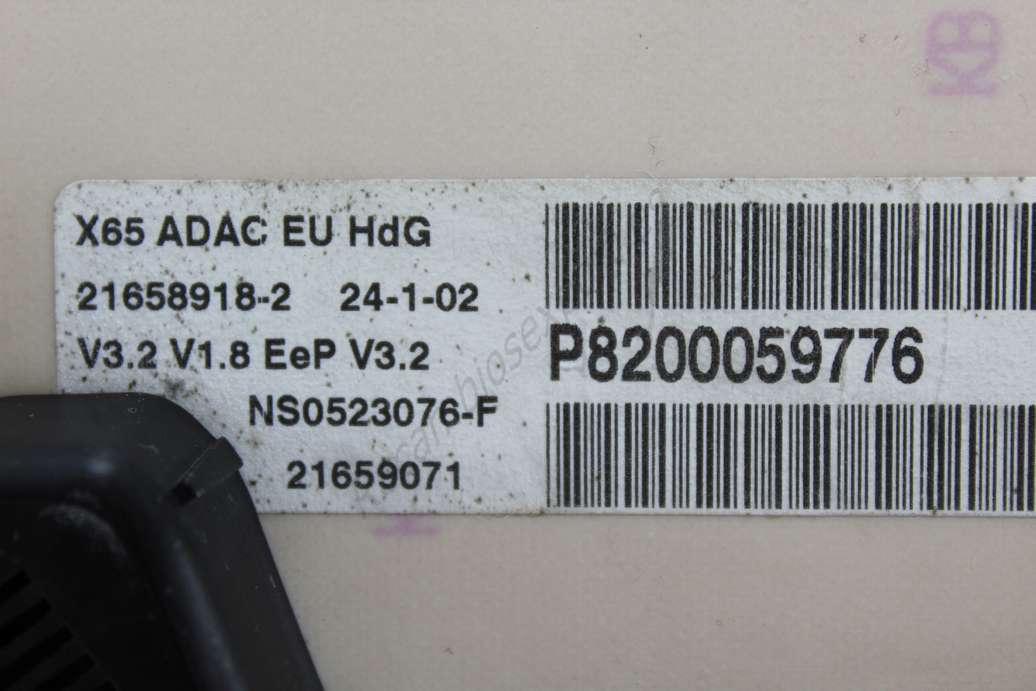 KB
X65 ADAC EU HdG
21658918-2 24-1-02
V3.2 V1.8 EeP V3.2
P8200059776
NS0523076-F
21659071